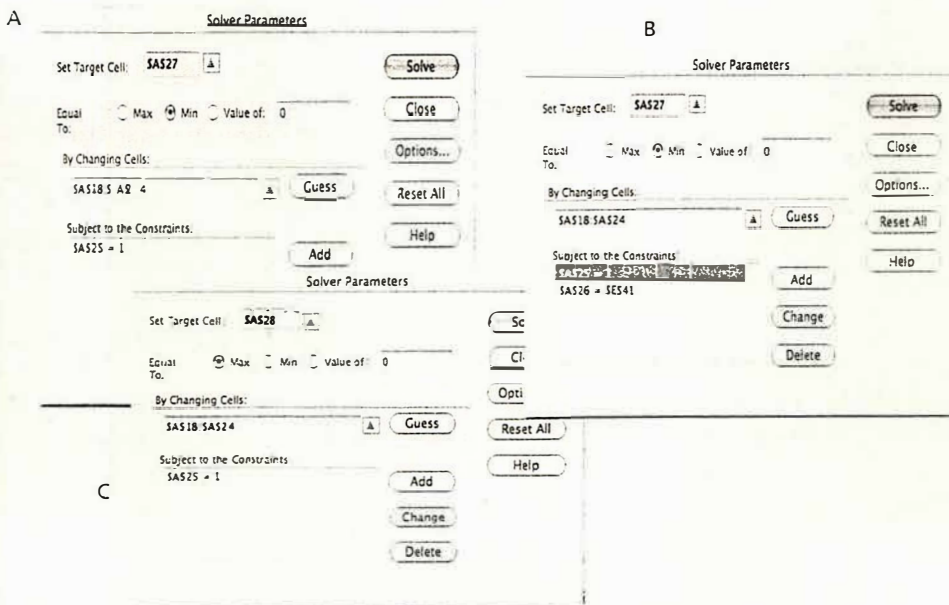 A
Solver Parameters
Set Target Cell: $A$27
Solve
Equal To: Max Min Value of: 0
Close
Options...
By Changing Cells:
Guess
Reset All
Subject to the Constraints:
$A$25 = 1
Help
Add
B
Solver Parameters
Set Target Cell: $A$27
Solve
Equal To: Max Min Value of 0
Close
Options...
By Changing Cells:
$A$18:$A$24
Guess
Reset All
Subject to the Constraints
$A$25 = 1
Help
Add
$A$26 = $E$41
Change
Delete
C
Solver Parameters
Set Target Cell: $A$28
So
Equal To: Max Min Value of 0
Cl
Opti
By Changing Cells:
$A$18:$A$24
Guess
Reset All
Subject to the Constraints
$A$25 = 1
Help
Add
Change
Delete